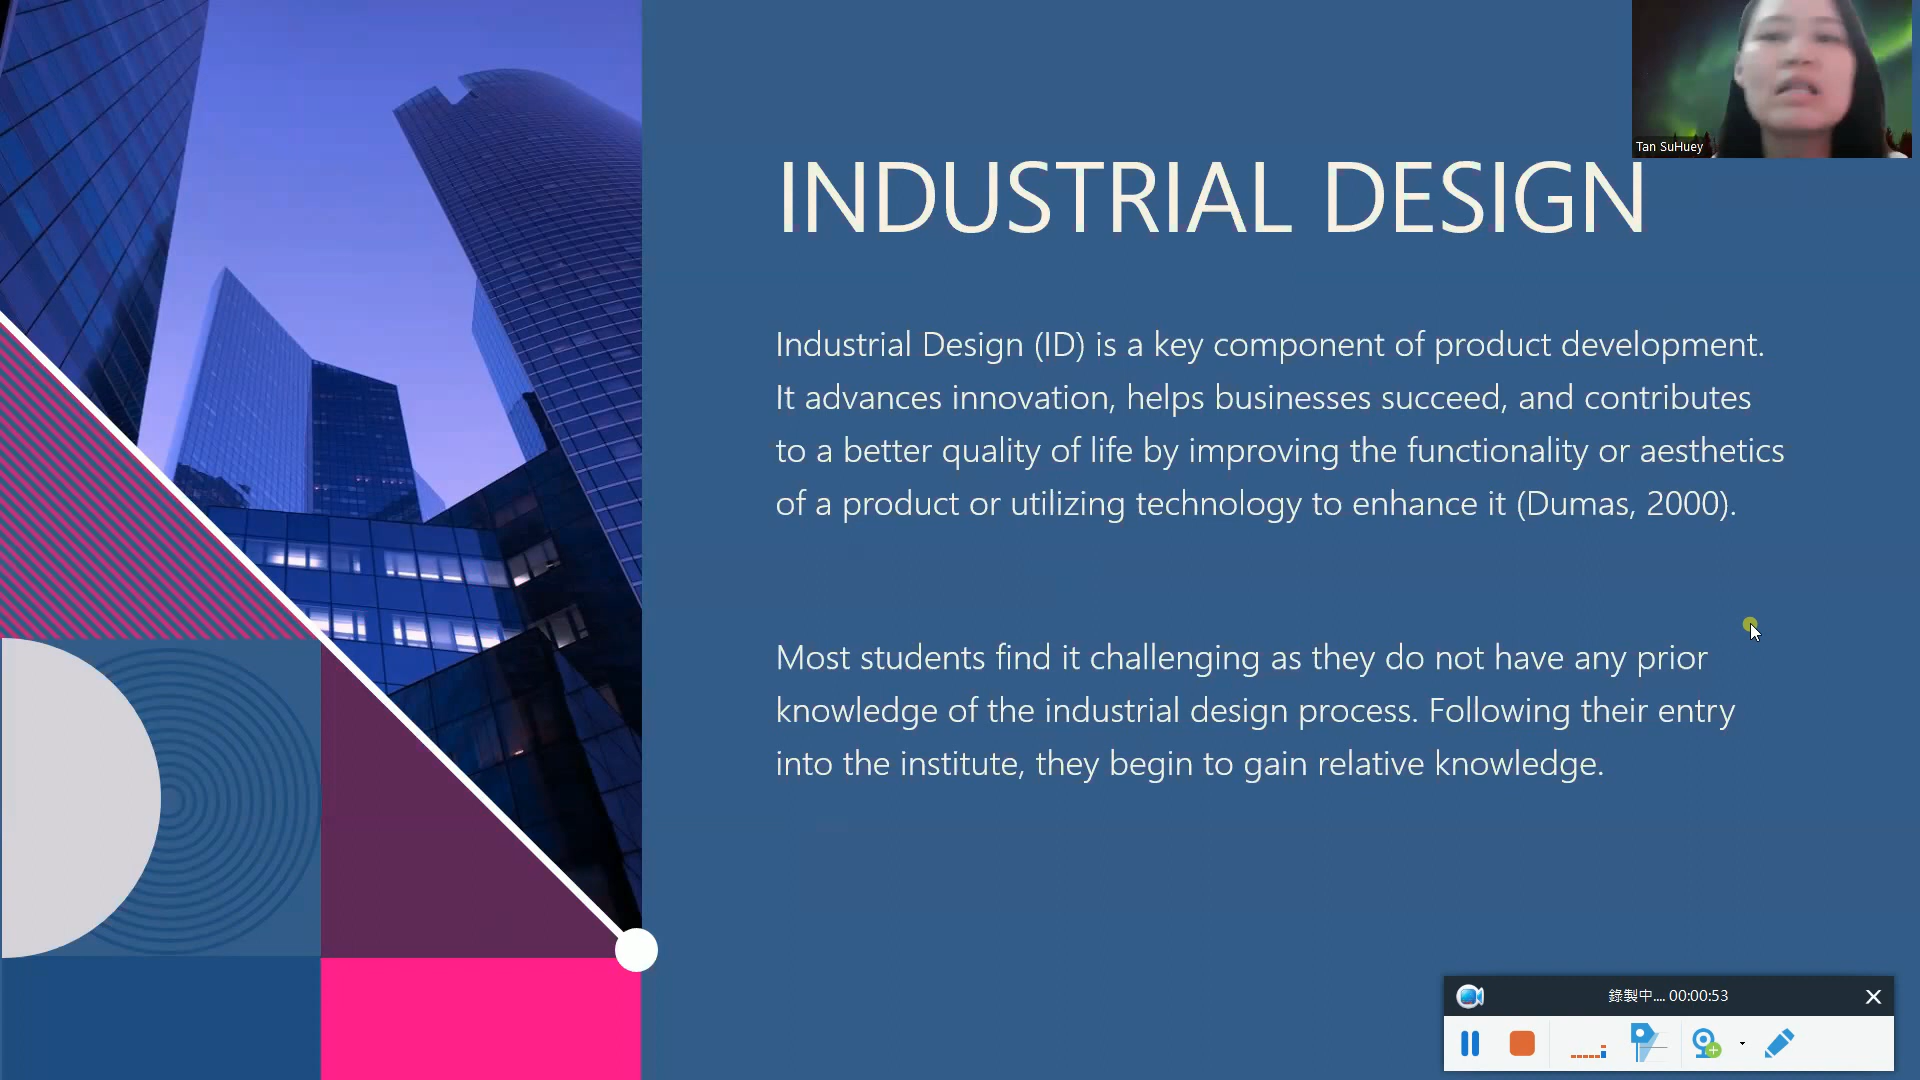 Tan SuHuey
INDUSTRIAL DESIGN
Industrial Design (ID) is a key component of product development.
It advances innovation, helps businesses succeed, and contributes
to a better quality of life by improving the functionality or aesthetics
of a product or utilizing technology to enhance it (Dumas, 2000).
Most students find it challenging as they do not have any prior
knowledge of the industrial design process. Following their entry
into the institute, they begin to gain relative knowledge.
錄製中.... 00:00:53